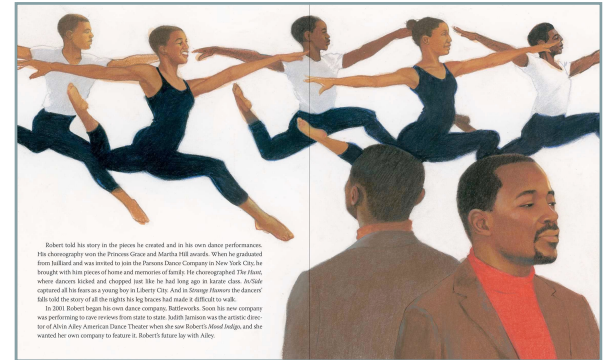 Robert told his story in the pieces he created and in his own dance performances.
His choreography won the Princess Grace and Martha Hill awards. When he graduated
from Juilliard and was invited to join the Parsons Dance Company in New York City, he
brought with him pieces of home and memories of family. He choreographed The Hunt,
where dancers kicked and chopped just like he had long ago in karate class. In/Side
captured all his fears as a young boy in Liberty City. And in Strange Humors the dancers'
falls told the story of all the nights his leg braces had made it difficult to walk.
In 2001 Robert began his own dance company, Battleworks. Soon his new company
was performing to rave reviews from state to state. Judith Jamison was the artistic direc-
tor of Alvin Ailey American Dance Theater when she saw Robert's Mood Indigo, and she
wanted her own company to feature it. Robert's future lay with Ailey.